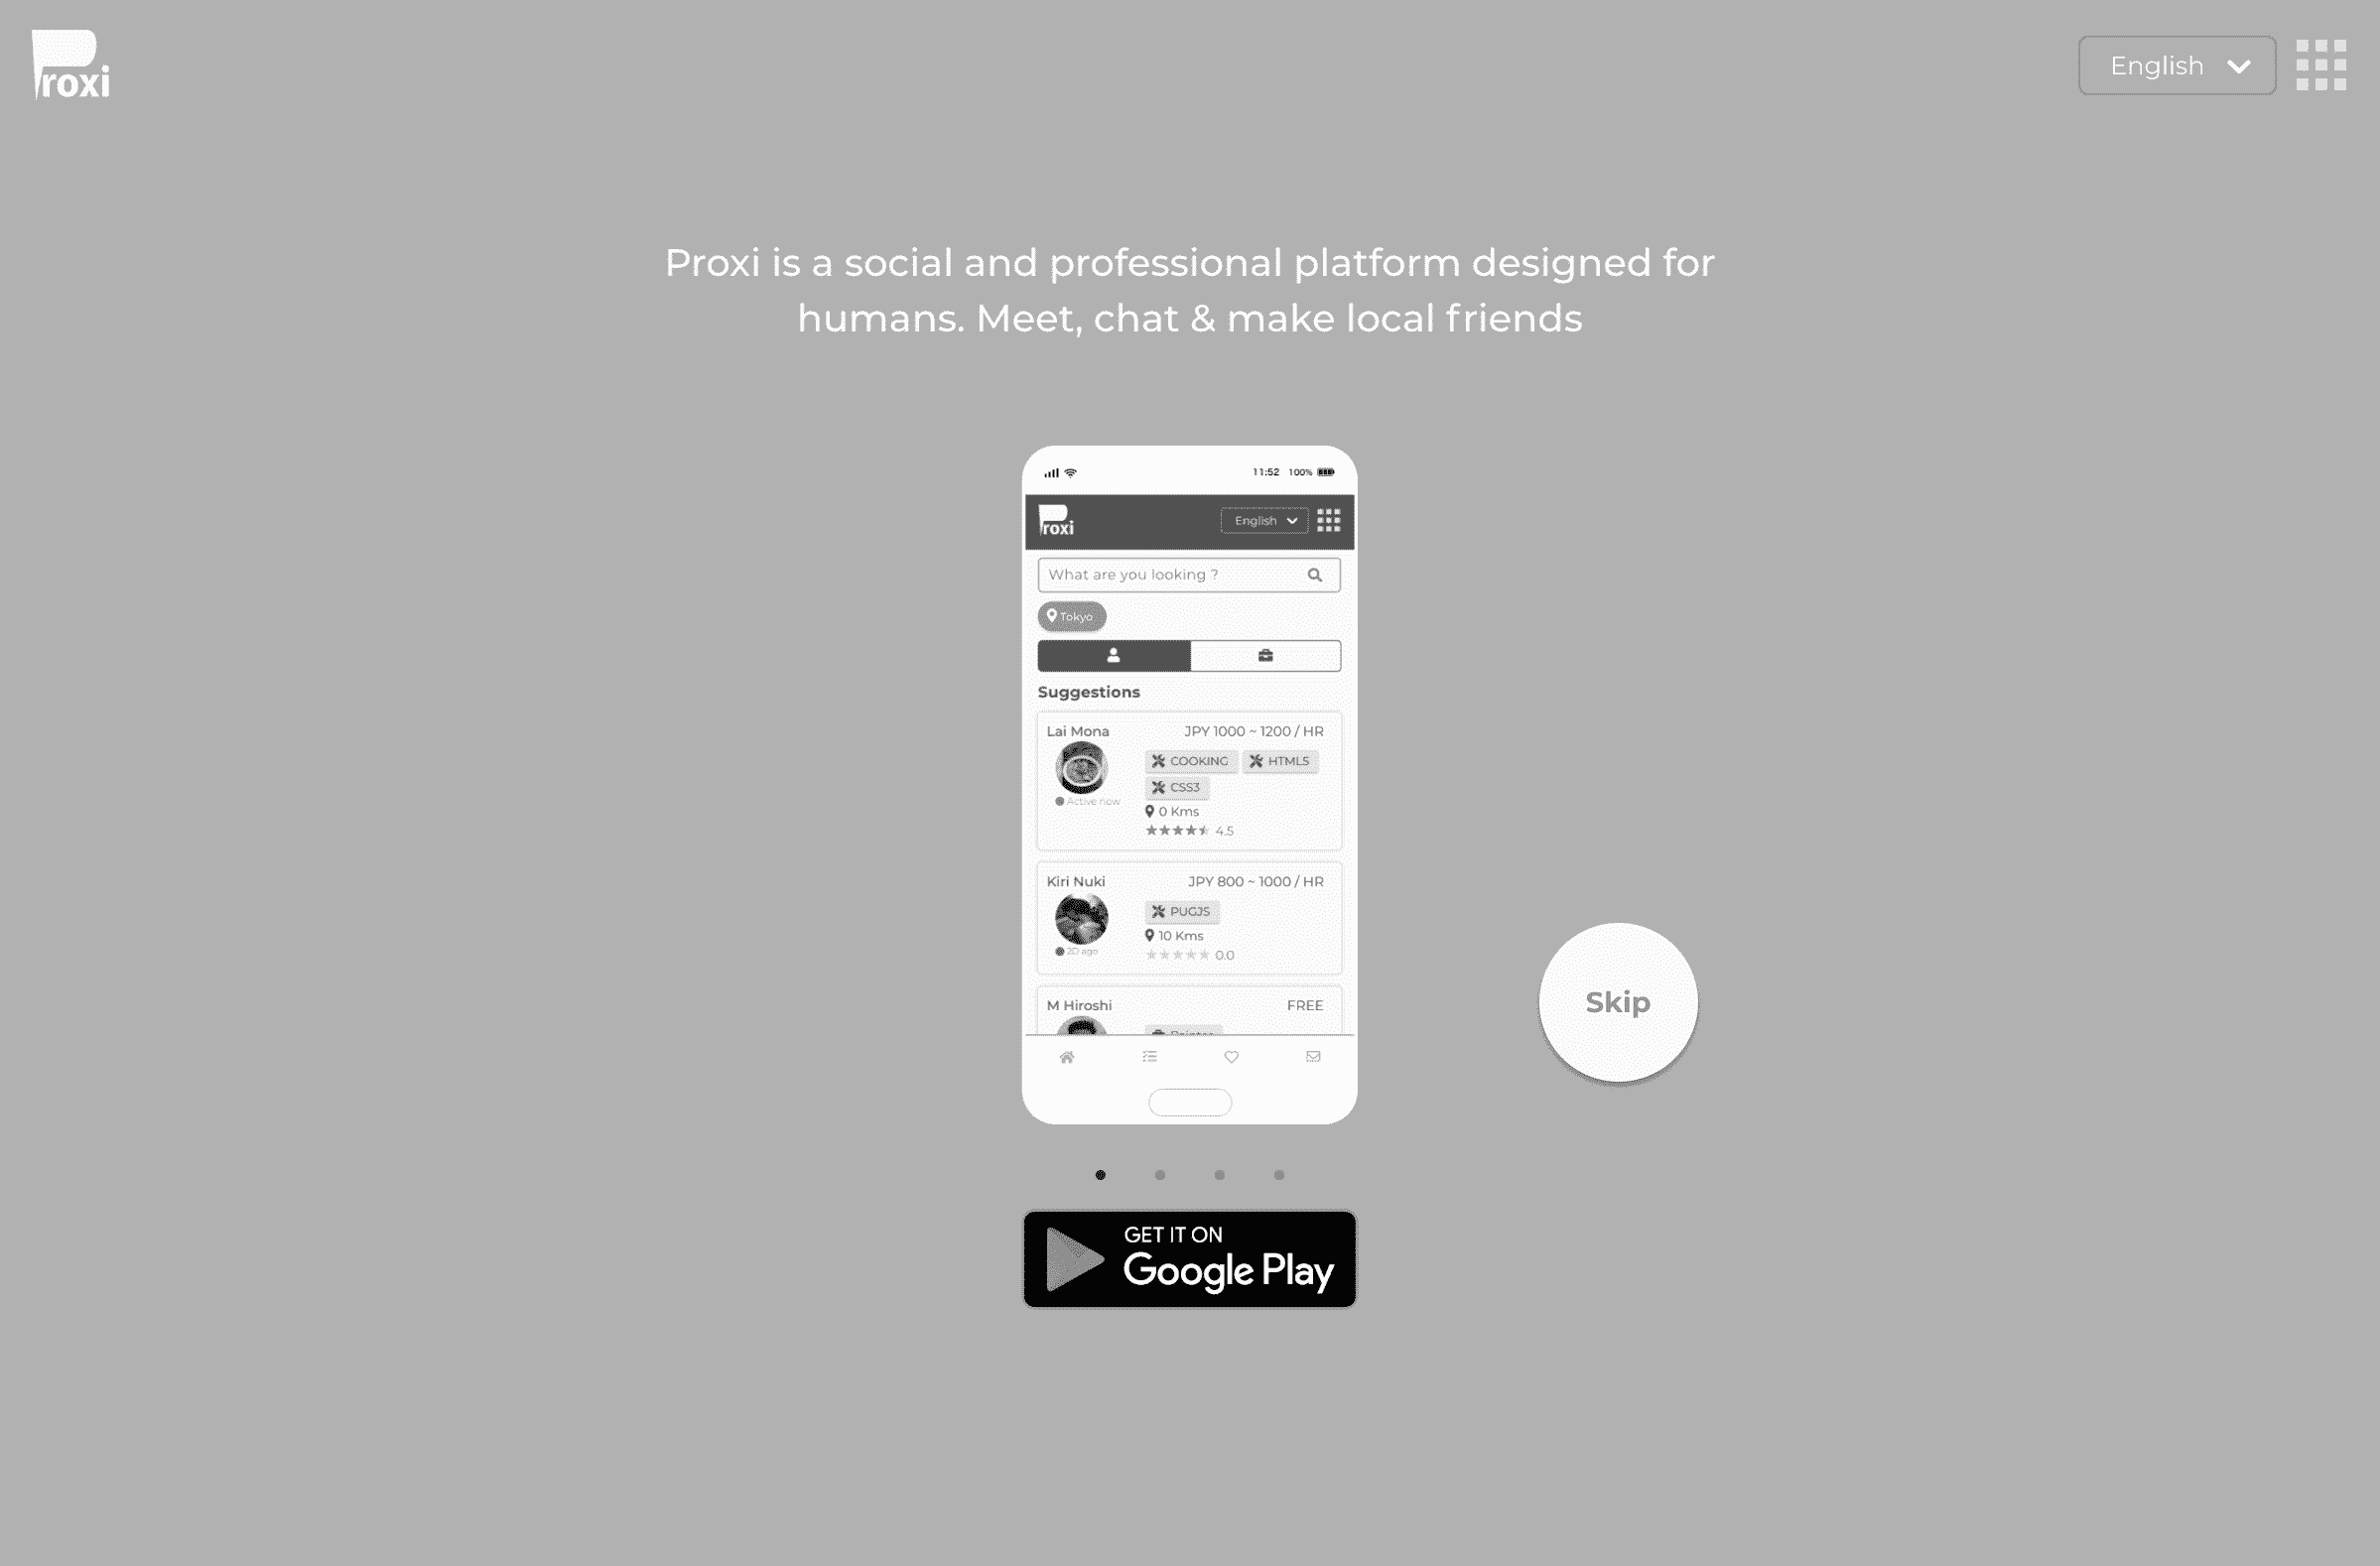 Proxi
English
Proxi is a social and professional platform designed for
humans. Meet, chat & make local friends
11:52 100%
Proxi
English
What are you looking ?
Tokyo
Suggestions
Lai Mona JPY 1000 ~ 1200 / HR
COOKING HTML5
CSS3
Active now
0 Kms
4.5
Kiri Nuki JPY 800 ~ 1000 / HR
PUGJS
10 Kms
2D ago
0.0
M Hiroshi FREE
Skip
GET IT ON
Google Play